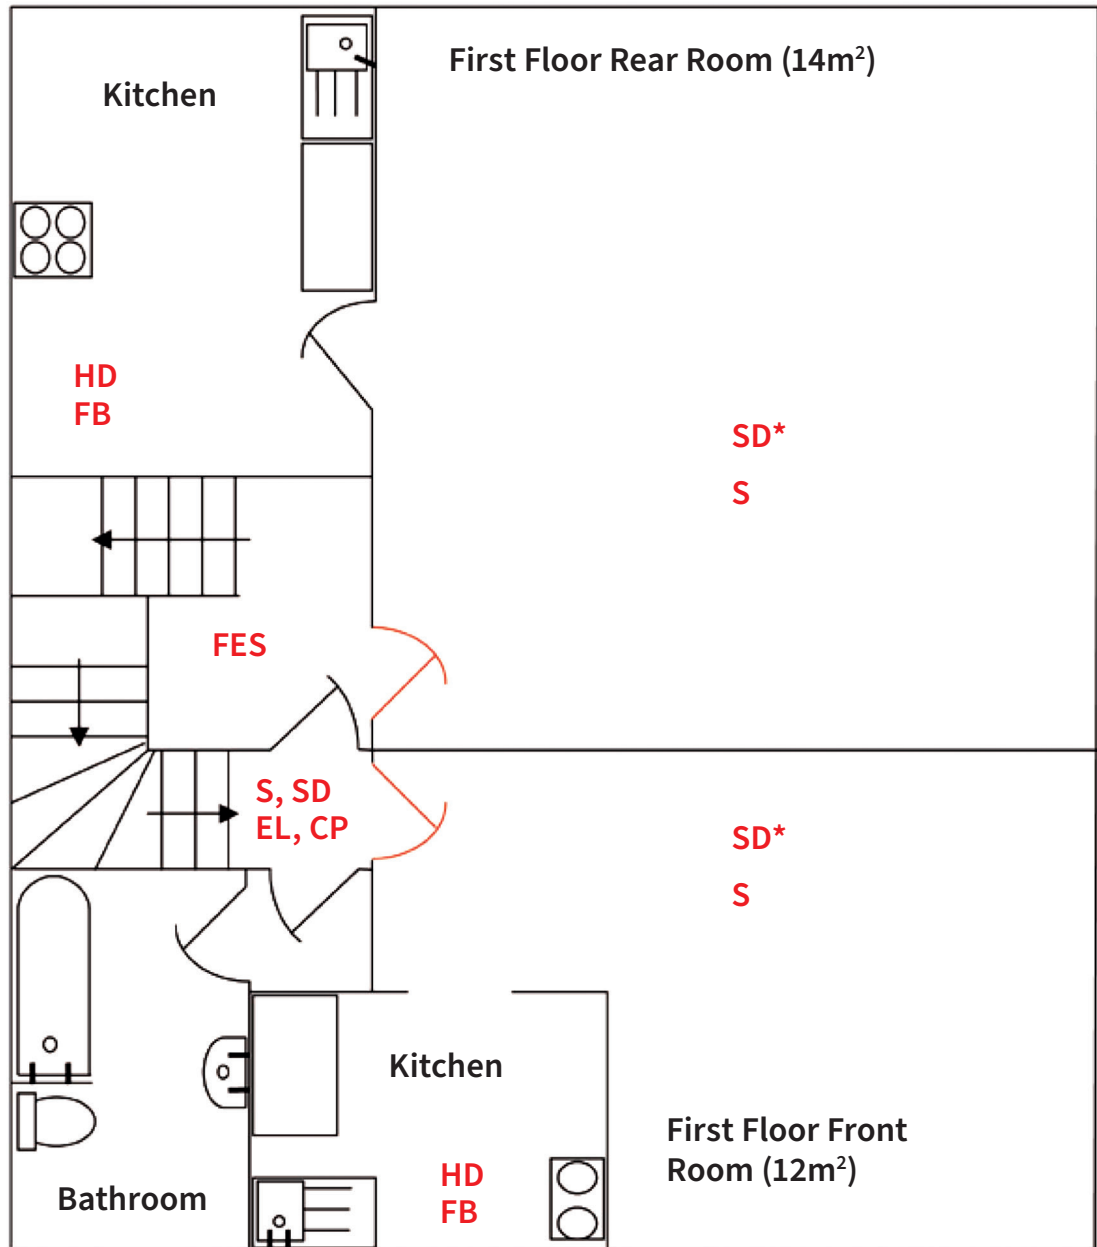 First Floor Rear Room (14m²)
Kitchen
HD
FB
SD*
S
FES
S, SD
EL, CP
SD*
S
Kitchen
First Floor Front
Room (12m²)
HD
FB
Bathroom